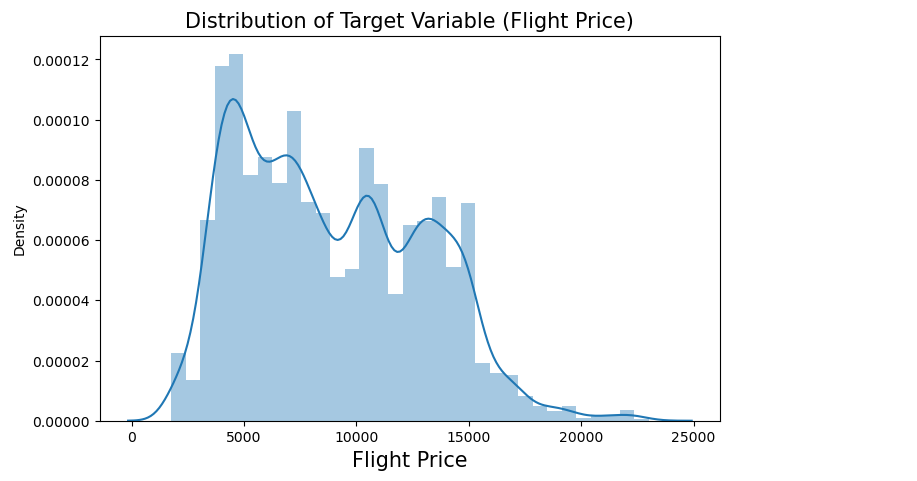 Distribution of Target Variable (Flight Price)
0.00012
0.00010
0.00008
0.00006
0.00004
0.00002
0.00000
Density
0 5000 10000 15000 20000 25000
Flight Price